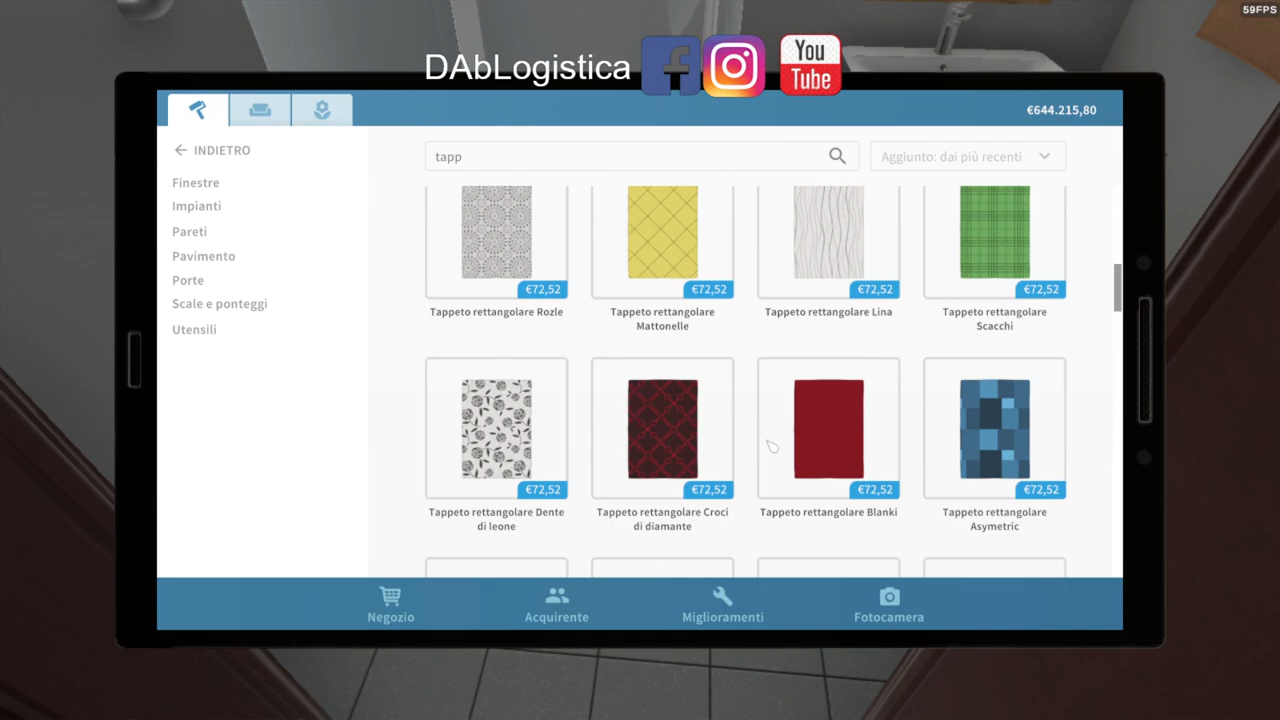 59FPS
DAbLogistica
You
Tube
€644.215,80
INDIETRO
tapp
Aggiunto: dai più recenti
Finestre
Impianti
Pareti
Pavimento
Porte
Scale e ponteggi
Utensili
€72,52
€72,52
€72,52
€72,52
Tappeto rettangolare Rozle
Tappeto rettangolare
Mattonelle
Tappeto rettangolare Lina
Tappeto rettangolare
Scacchi
€72,52
€72,52
€72,52
€72,52
Tappeto rettangolare Dente
di leone
Tappeto rettangolare Croci
di diamante
Tappeto rettangolare Blanki
Tappeto rettangolare
Asymetric
Negozio
Acquirente
Miglioramenti
Fotocamera